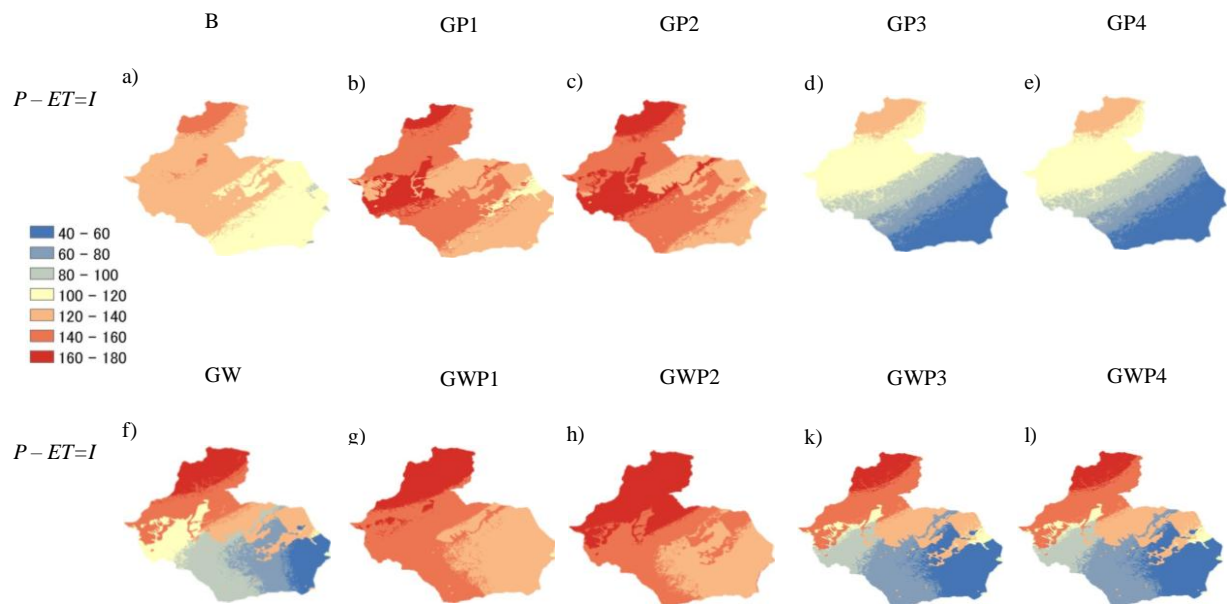 B GP1 GP2 GP3 GP4
a) b) c) d) e)
P – ET=I
40 – 60
60 – 80
80 – 100
100 – 120
120 – 140
140 – 160
160 – 180
GW GWP1 GWP2 GWP3 GWP4
f) g) h) k) l)
P – ET=I